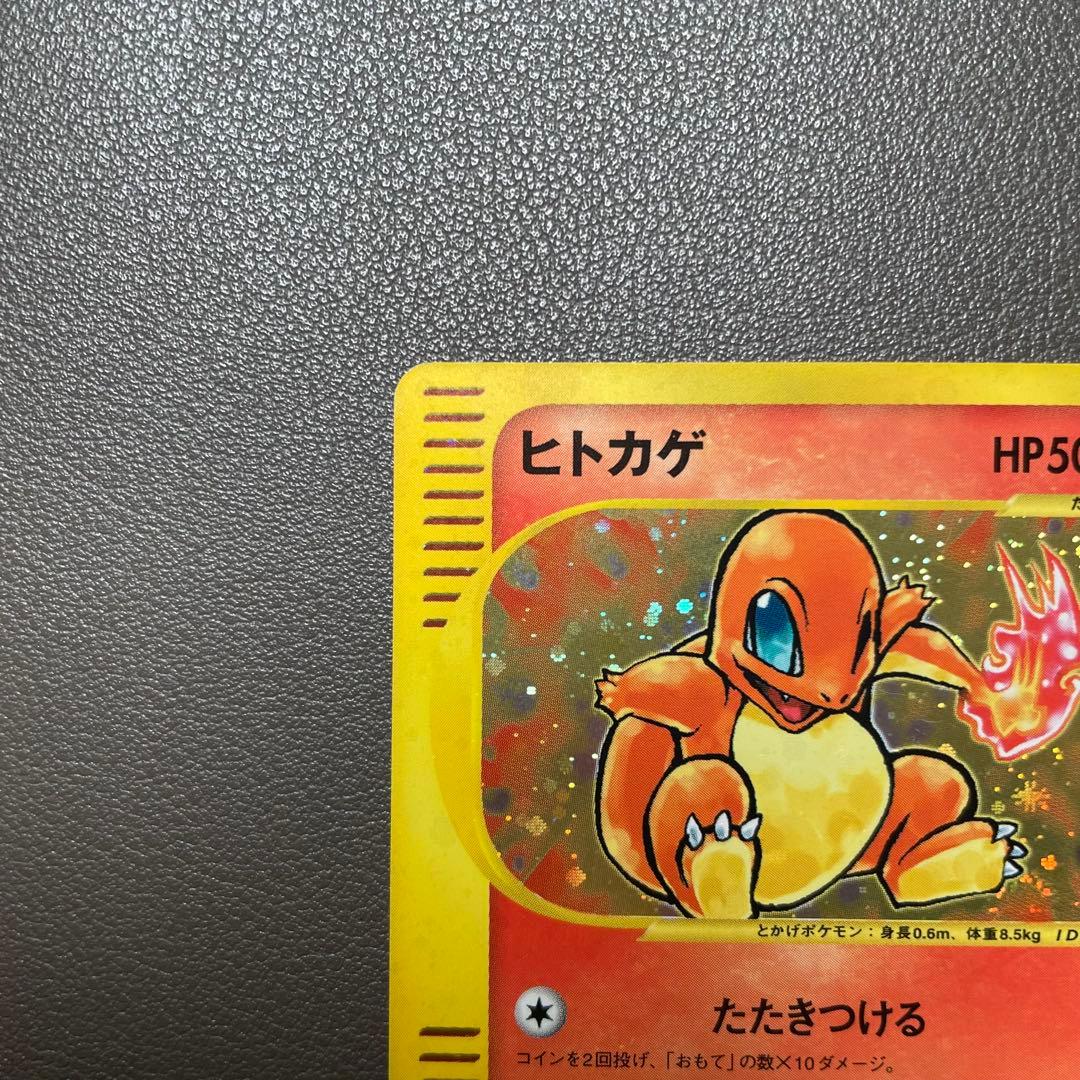 ヒトカゲ HP50
とかげポケモン：身長0.6m、体重8.5kg ID
たたきつける
コインを2回投げ、「おもて」の数×10ダメージ。